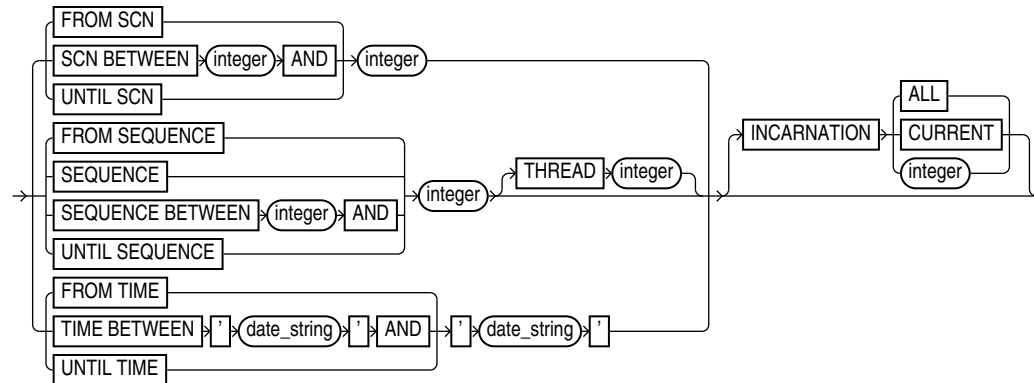 FROM SCN
SCN BETWEEN integer AND integer
UNTIL SCN
FROM SEQUENCE
SEQUENCE
SEQUENCE BETWEEN integer AND integer THREAD integer
UNTIL SEQUENCE
FROM TIME
TIME BETWEEN ' date_string ' AND ' date_string '
UNTIL TIME
INCARNATION ALL
CURRENT
integer